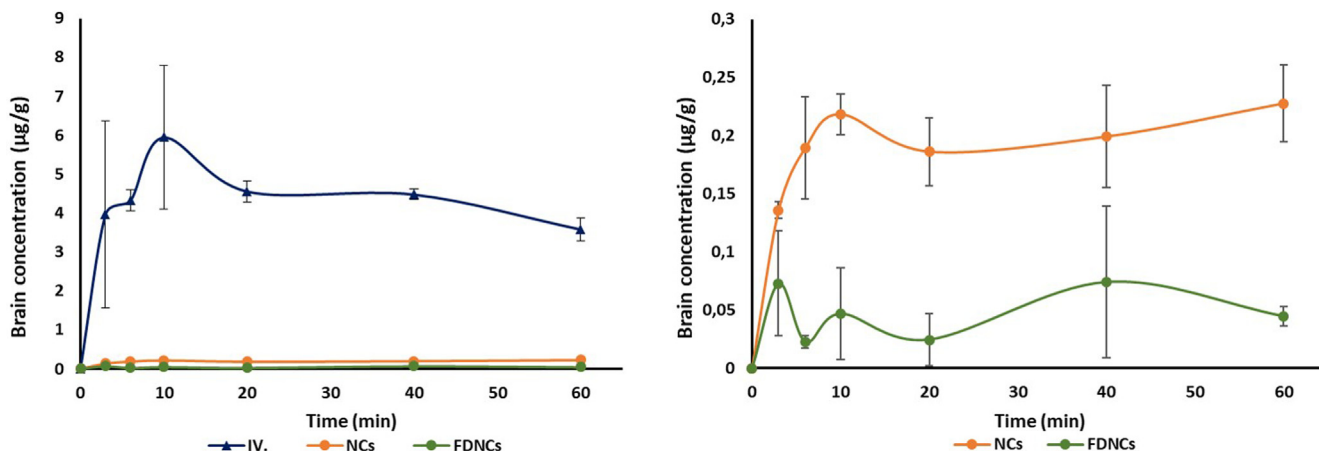 Brain concentration (µg/g)
9
8
7
6
5
4
3
2
1
0
0 10 20 30 40 50 60
Time (min)
IV. NCs FDNCs
Brain concentration (µg/g)
0,3
0,25
0,2
0,15
0,1
0,05
0
0 10 20 30 40 50 60
Time (min)
NCs FDNCs